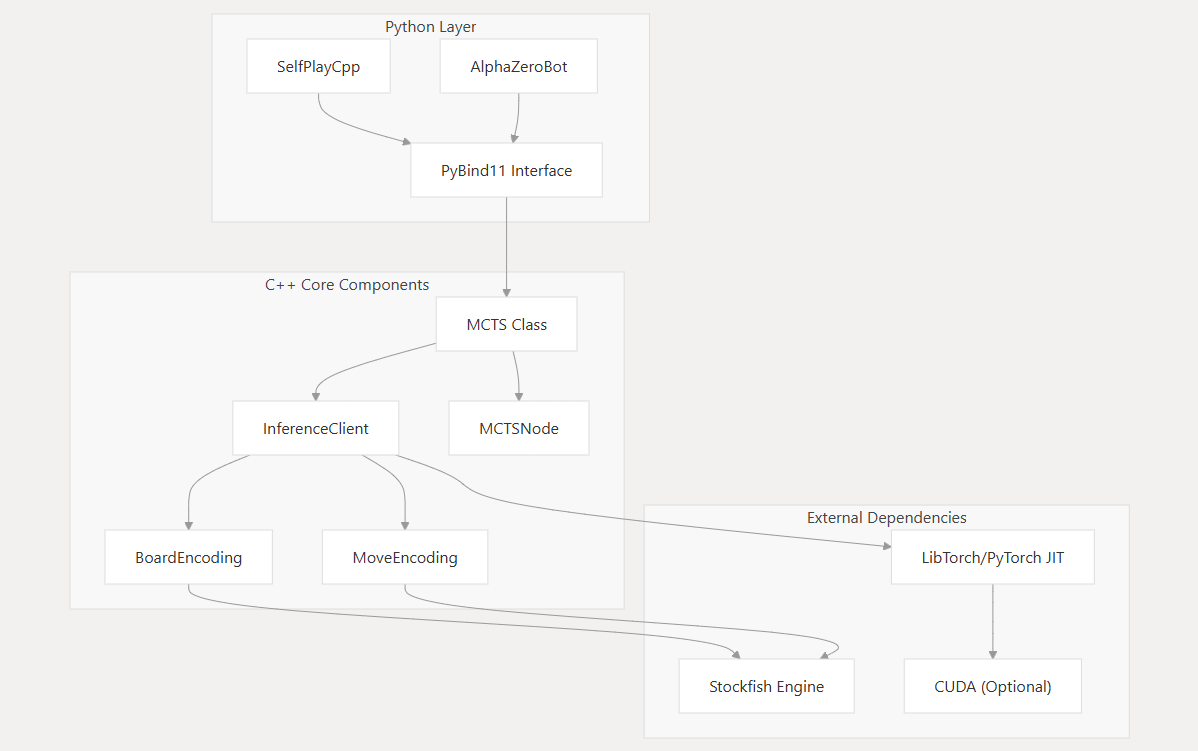 Python Layer
SelfPlayCpp
AlphaZeroBot
PyBind11 Interface
C++ Core Components
MCTS Class
InferenceClient
MCTSNode
External Dependencies
BoardEncoding
MoveEncoding
LibTorch/PyTorch JIT
Stockfish Engine
CUDA (Optional)